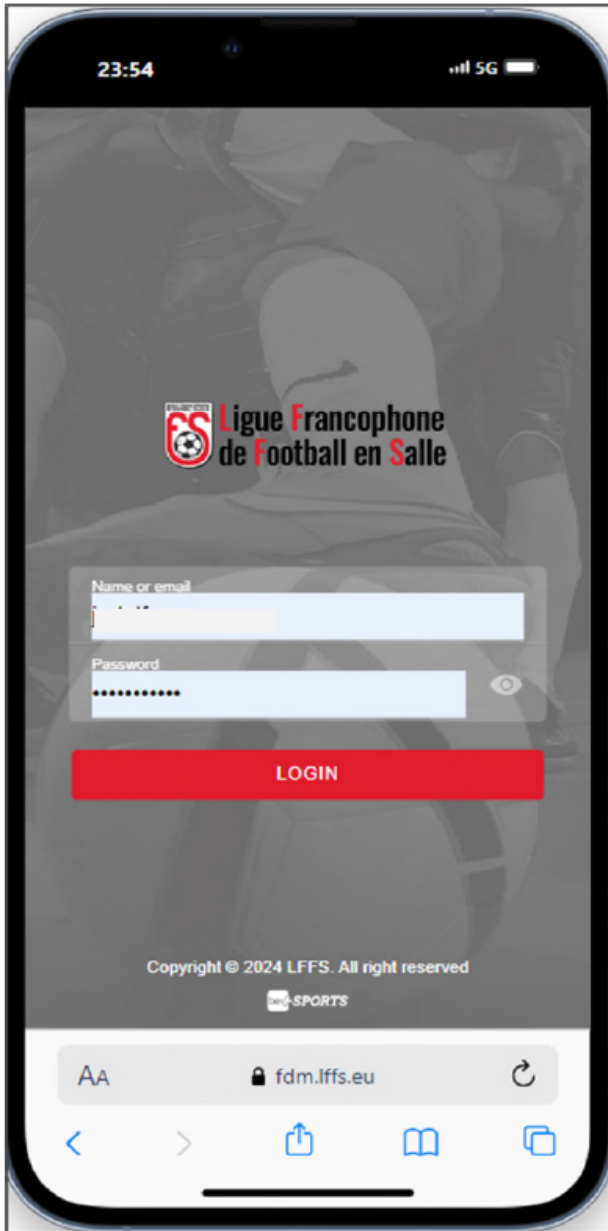 23:54
5G
Ligue Francophone
de Football en Salle
Name or email
Password
•••••••••••
LOGIN
Copyright © 2024 LFFS. All right reserved
SPORTS
AA
fdm.lffs.eu